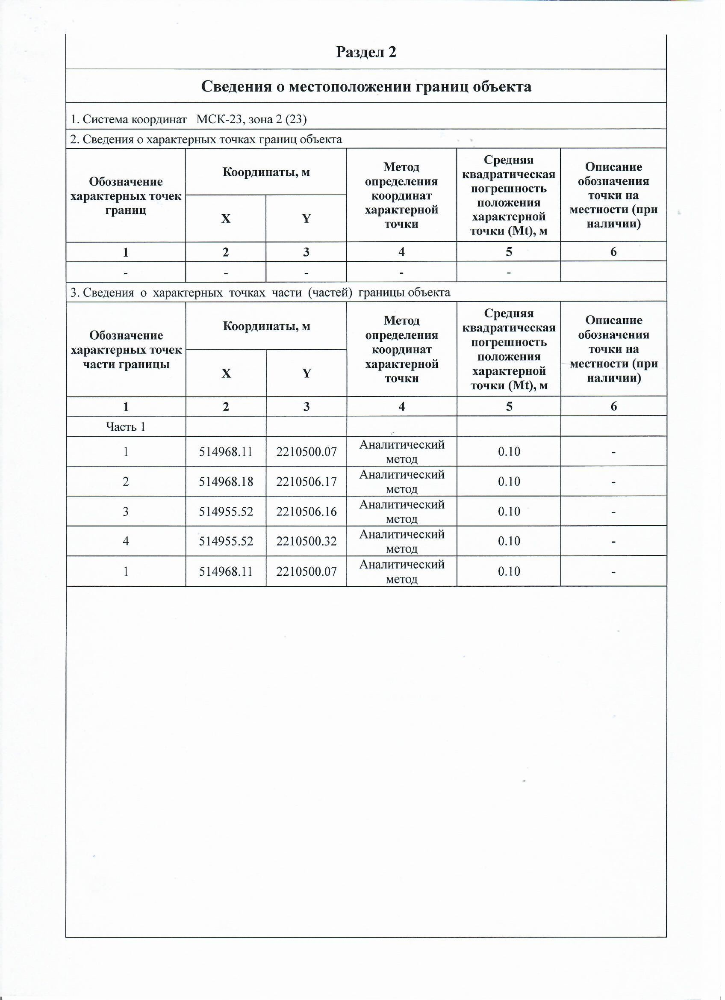 Раздел 2
Сведения о местоположении границ объекта
1. Система координат МСК-23, зона 2 (23)
2. Сведения о характерных точках границ объекта
Обозначение
характерных точек
границ
Координаты, м
X
Y
Метод
определения
координат
характерной
точки
Средняя
квадратическая
погрешность
положения
характерной
точки (Mt), м
Описание
обозначения
точки на
местности (при
наличии)
1 2 3 4 5 6
- - - - -
3. Сведения о характерных точках части (частей) границы объекта
Обозначение
характерных точек
части границы
Координаты, м
X
Y
Метод
определения
координат
характерной
точки
Средняя
квадратическая
погрешность
положения
характерной
точки (Mt), м
Описание
обозначения
точки на
местности (при
наличии)
1 2 3 4 5 6
Часть 1
1 514968.11 2210500.07 Аналитический
метод
0.10 -
2 514968.18 2210506.17 Аналитический
метод
0.10 -
3 514955.52 2210506.16 Аналитический
метод
0.10 -
4 514955.52 2210500.32 Аналитический
метод
0.10 -
1 514968.11 2210500.07 Аналитический
метод
0.10 -